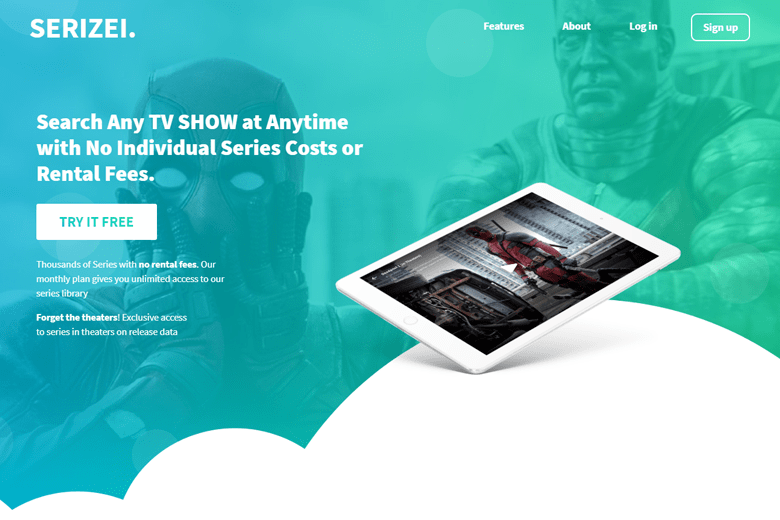 SERIZEI.
Features
About
Log in
Sign up
Search Any TV SHOW at Anytime
with No Individual Series Costs or
Rental Fees.
TRY IT FREE
Thousands of Series with no rental fees. Our
monthly plan gives you unlimited access to our
series library
Forget the theaters! Exclusive access
to series in theaters on release data